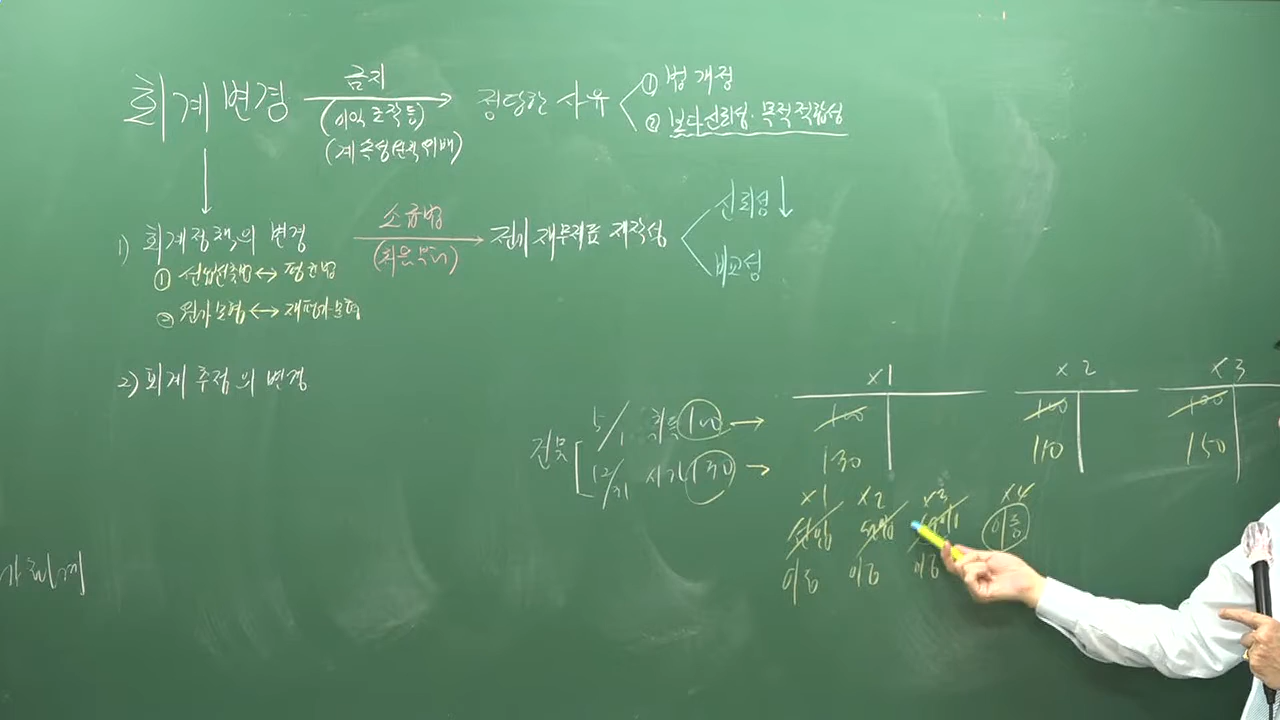 회계변경 금지 정당한 사유 ① 법 개정
(이익조작 등) ② 보다 신뢰성·목적적합성
(계속성 원칙 위배)
1) 회계정책의 변경 소급법 전기 재무제표 재작성 신뢰성 ↓
(처음부터) 비교성
① 선입선출법 ↔ 평균법
② 원가모형 ↔ 재평가모형
2) 회계추정의 변경
x1 x2 x3
건물 5/1 취득 100 → 100 100 100
12/31 시가 130 → 130 110 150
x1 x2 x3 x4
선입 선입 선입 이동
이동 이동 이동